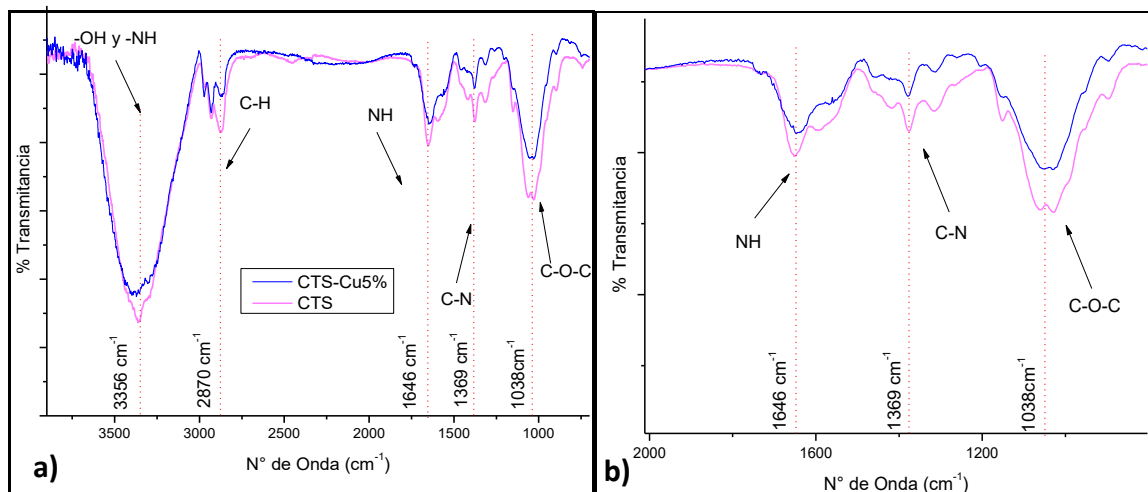 -OH y -NH
C-H
NH
C-N
C-O-C
CTS-Cu5%
CTS
% Transmitancia
3356 cm-1
2870 cm-1
1646 cm-1
1369 cm-1
1038cm-1
3500
3000
2500
2000
1500
1000
N° de Onda (cm-1)
a)
NH
C-N
C-O-C
% Transmitancia
1646 cm-1
1369 cm-1
1038cm-1
2000
1600
1200
N° de Onda (cm-1)
b)